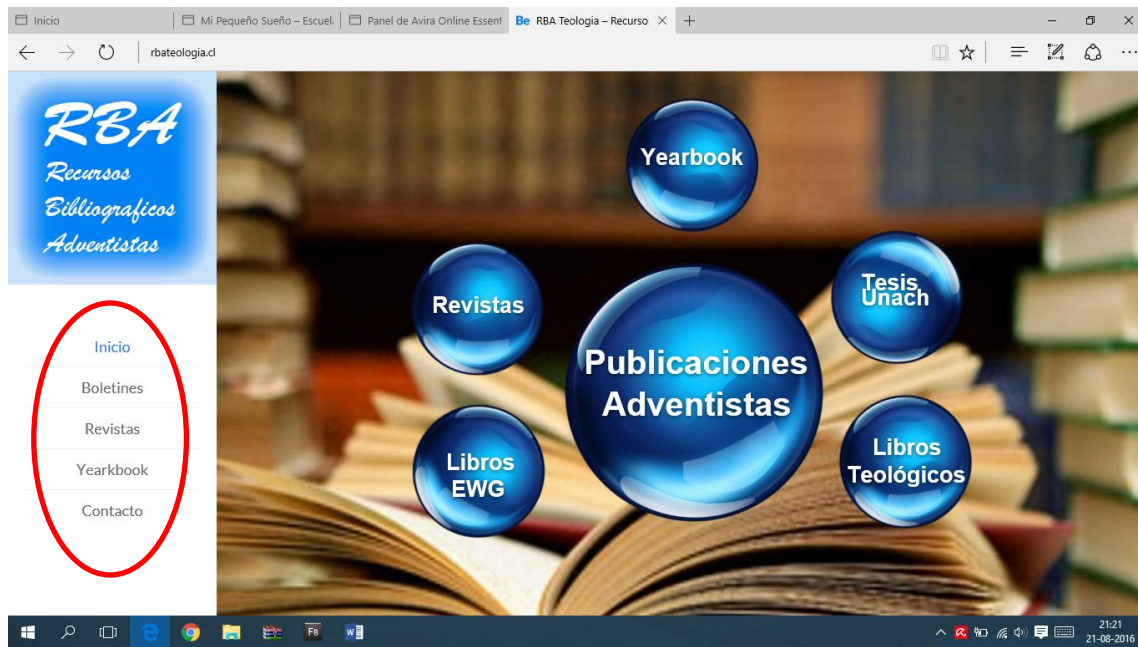 Inicio
Mi Pequeño Sueño – Escuel
Panel de Avira Online Essent
Be RBA Teologia – Recurso
rbateologia.cl
RBA
Recursos
Bibliograficos
Adventistas
Inicio
Boletines
Revistas
Yearkbook
Contacto
Yearbook
Revistas
Tesis
Unach
Publicaciones
Adventistas
Libros
EWG
Libros
Teológicos
Fb
21:21
21-08-2016